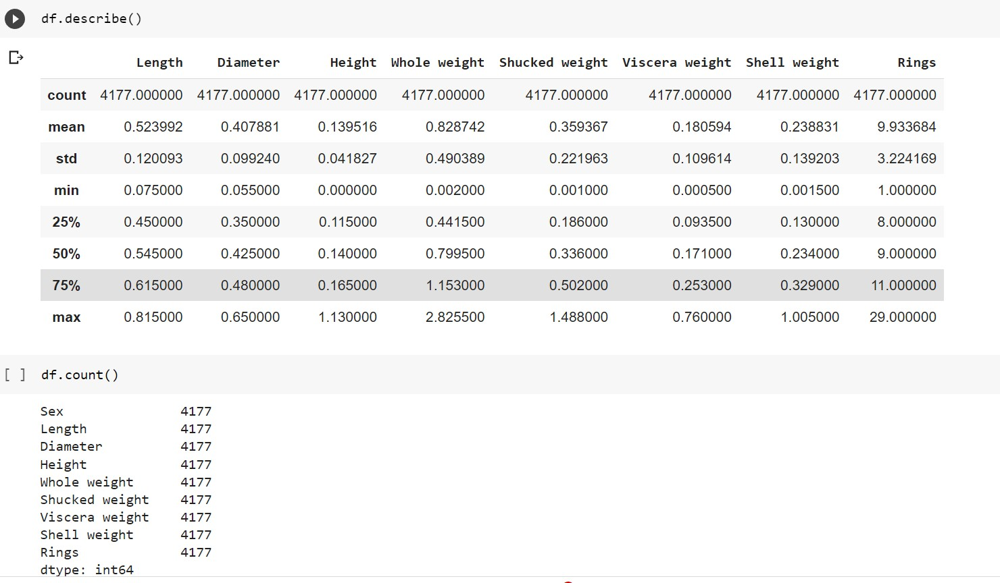 df.describe()
Length Diameter Height Whole weight Shucked weight Viscera weight Shell weight Rings
count 4177.000000 4177.000000 4177.000000 4177.000000 4177.000000 4177.000000 4177.000000 4177.000000
mean 0.523992 0.407881 0.139516 0.828742 0.359367 0.180594 0.238831 9.933684
std 0.120093 0.099240 0.041827 0.490389 0.221963 0.109614 0.139203 3.224169
min 0.075000 0.055000 0.000000 0.002000 0.001000 0.000500 0.001500 1.000000
25% 0.450000 0.350000 0.115000 0.441500 0.186000 0.093500 0.130000 8.000000
50% 0.545000 0.425000 0.140000 0.799500 0.336000 0.171000 0.234000 9.000000
75% 0.615000 0.480000 0.165000 1.153000 0.502000 0.253000 0.329000 11.000000
max 0.815000 0.650000 1.130000 2.825500 1.488000 0.760000 1.005000 29.000000
[ ] df.count()
Sex 4177
Length 4177
Diameter 4177
Height 4177
Whole weight 4177
Shucked weight 4177
Viscera weight 4177
Shell weight 4177
Rings 4177
dtype: int64